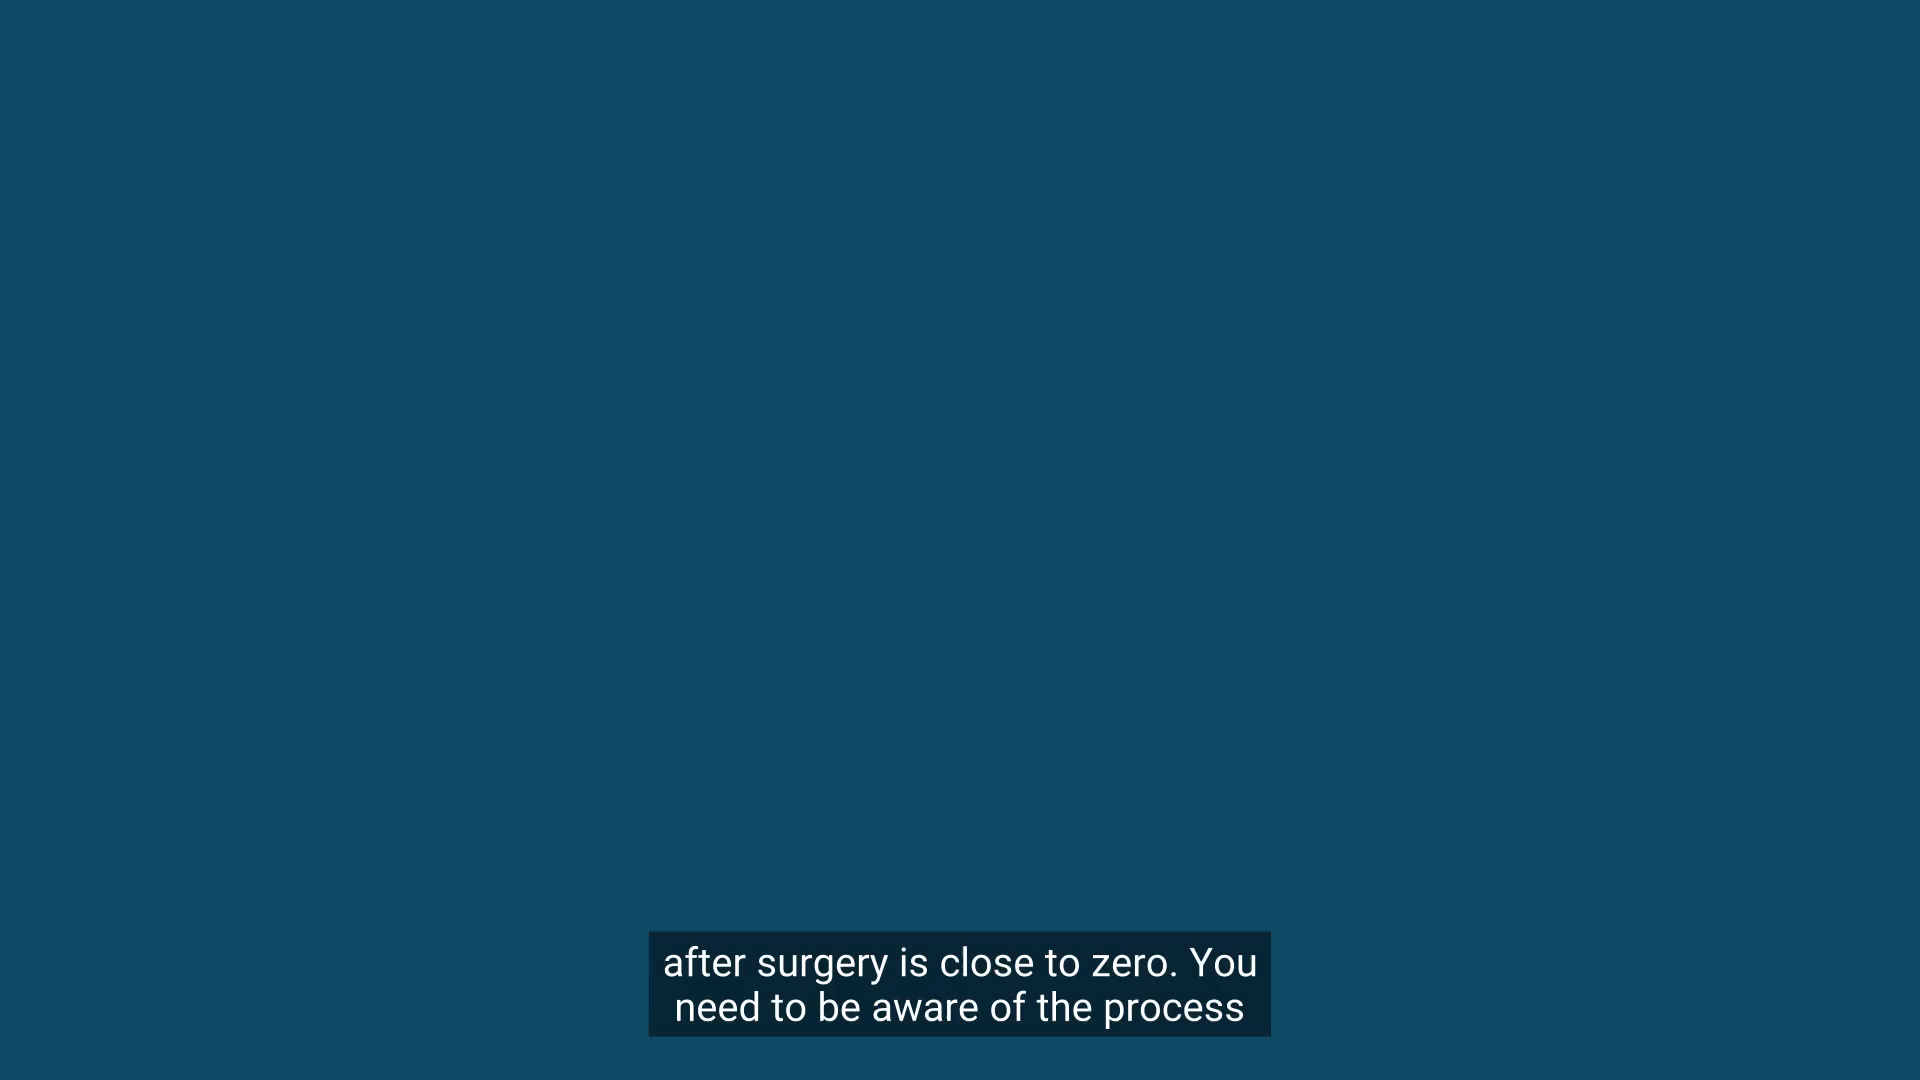 after surgery is close to zero. You
need to be aware of the process